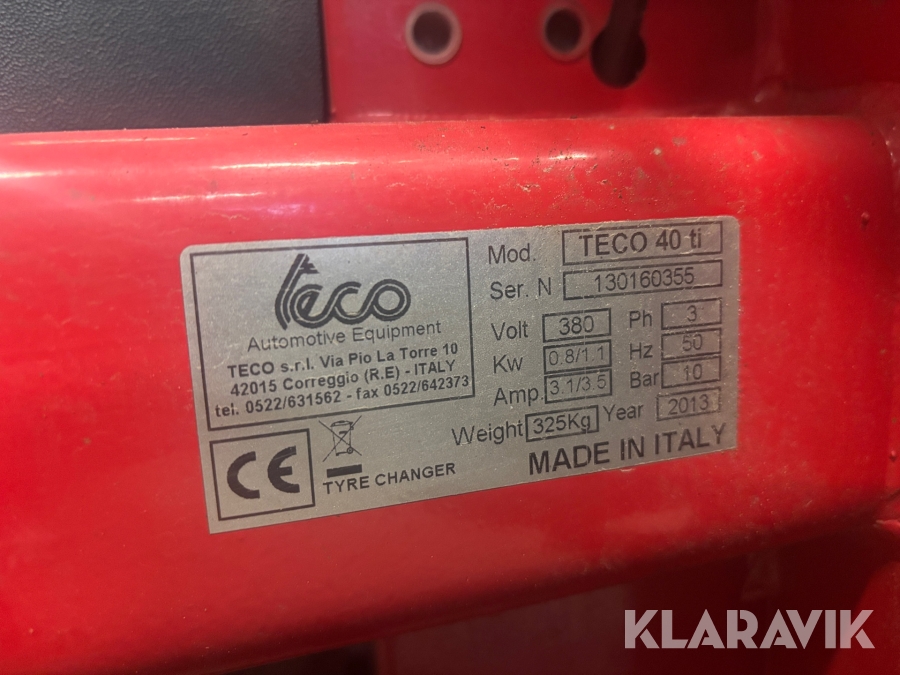 teco
Automotive Equipment
TECO s.r.l. Via Pio La Torre 10
42015 Correggio (R.E) - ITALY
tel. 0522/631562 - fax 0522/642373
CE
TYRE CHANGER
Mod. TECO 40 ti
Ser. N 130160355
Volt 380 Ph 3
Kw 0.8/1.1 Hz 50
Amp. 3.1/3.5 Bar 10
Weight 325Kg Year 2013
MADE IN ITALY
KLARAVIK